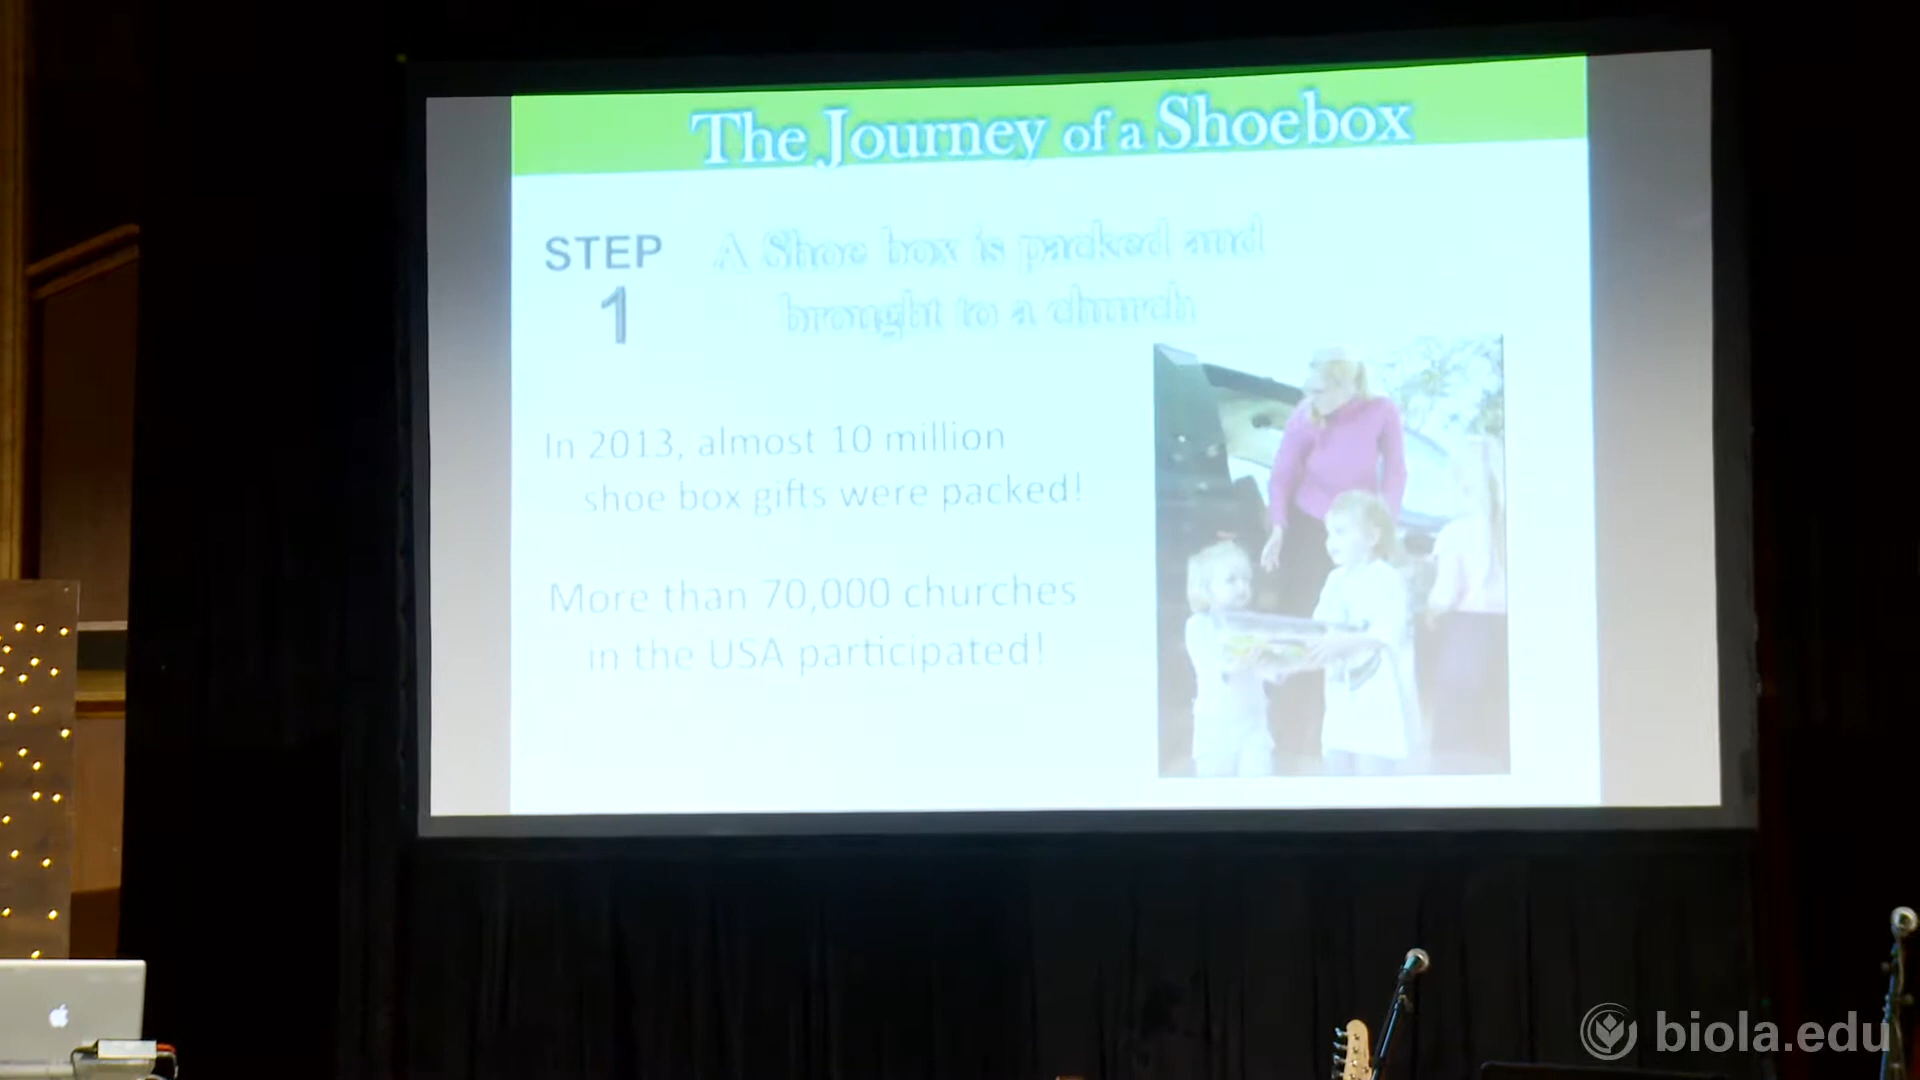 The Journey of a Shoebox
STEP
1
A Shoe box is packed and
brought to a church
In 2013, almost 10 million
shoe box gifts were packed!
More than 70,000 churches
in the USA participated!
biola.edu